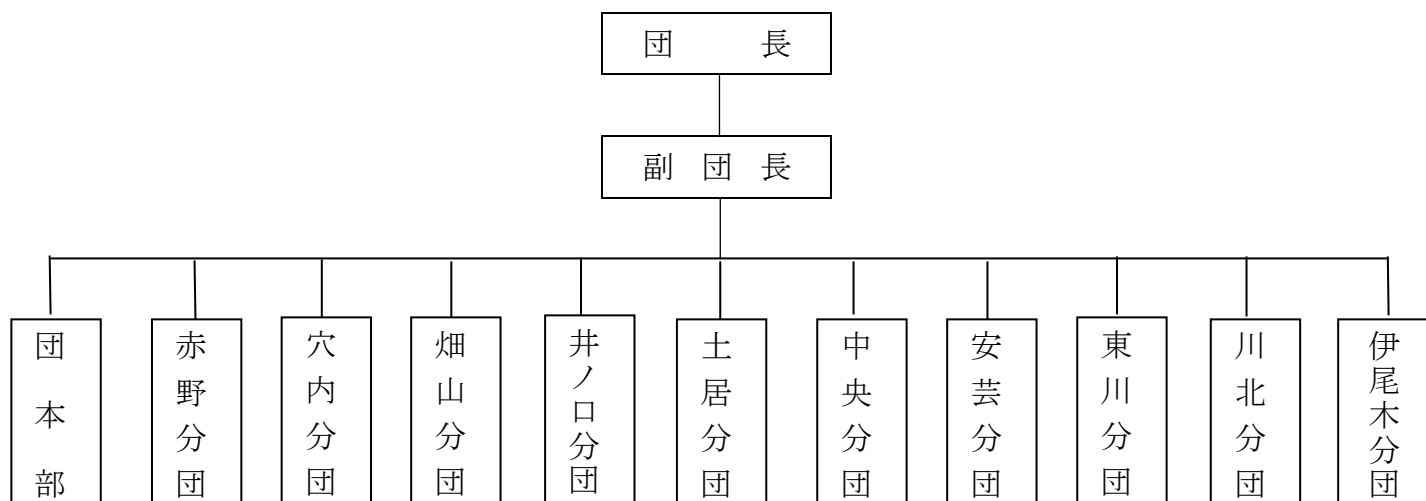 団　　長
副 団 長
団本部
赤野分団
穴内分団
畑山分団
井ノ口分団
土居分団
中央分団
安芸分団
東川分団
川北分団
伊尾木分団